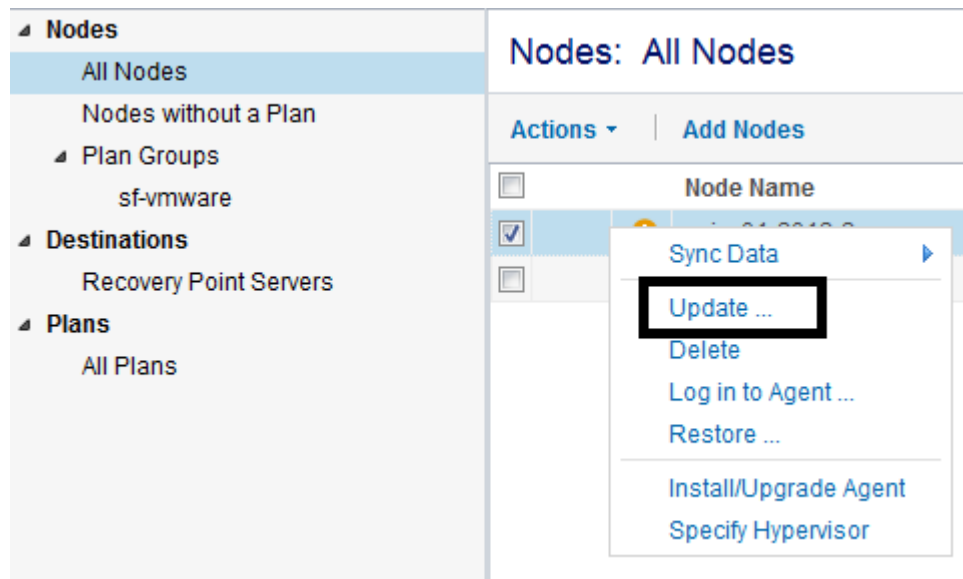 Nodes
All Nodes
Nodes without a Plan
Plan Groups
sf-vmware
Destinations
Recovery Point Servers
Plans
All Plans
Nodes: All Nodes
Actions
Add Nodes
Node Name
Sync Data
Update ...
Delete
Log in to Agent ...
Restore ...
Install/Upgrade Agent
Specify Hypervisor